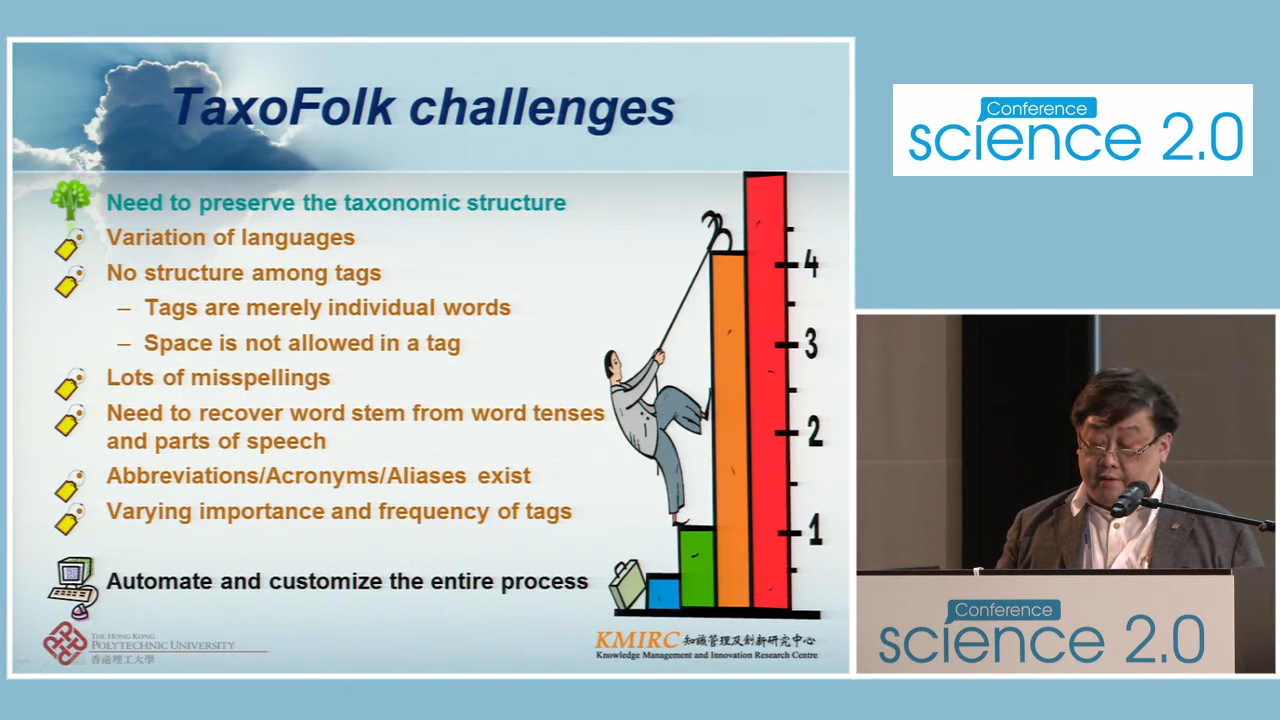 TaxoFolk challenges
Need to preserve the taxonomic structure
Variation of languages
No structure among tags
– Tags are merely individual words
– Space is not allowed in a tag
Lots of misspellings
Need to recover word stem from word tenses
and parts of speech
Abbreviations/Acronyms/Aliases exist
Varying importance and frequency of tags
Automate and customize the entire process
4
3
2
1
THE HONG KONG
POLYTECHNIC UNIVERSITY
香港理工大學
KMIRC 知識管理及創新研究中心
Knowledge Management and Innovation Research Centre
Conference
science 2.0
Conference
science 2.0